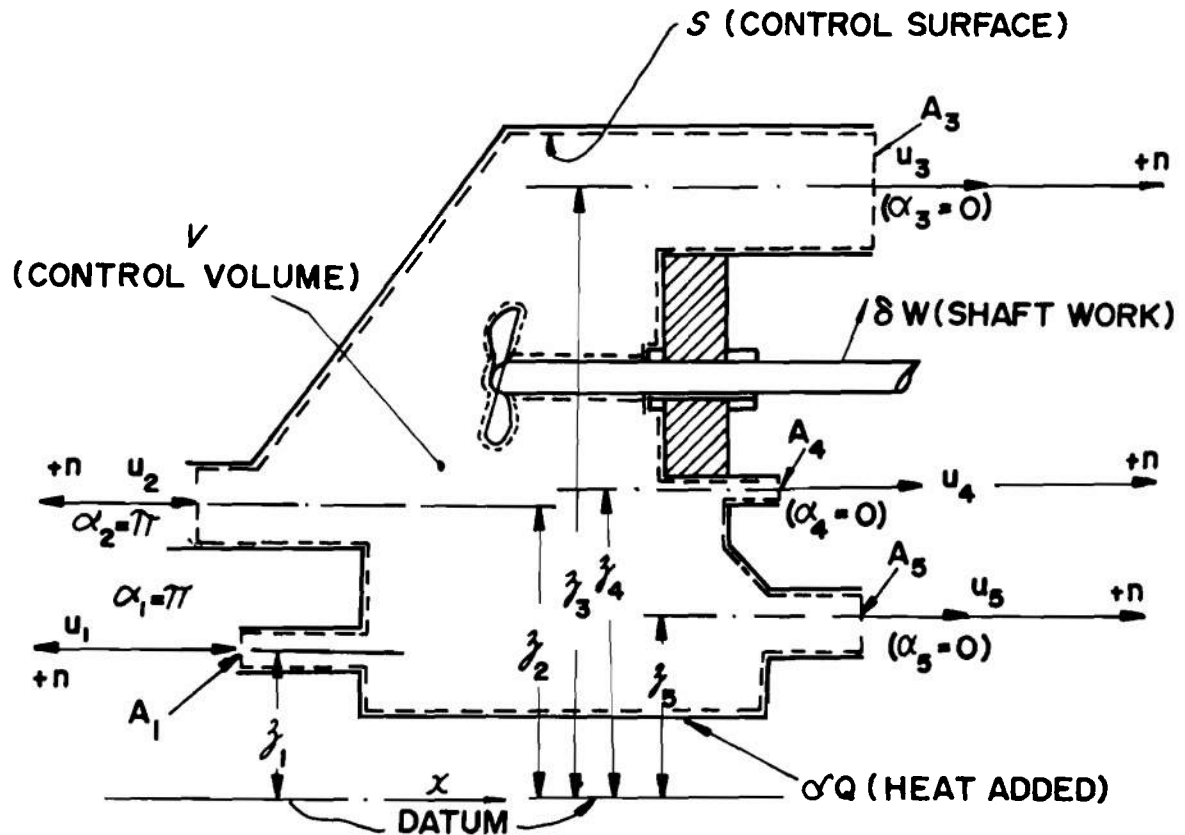 S (CONTROL SURFACE)
A₃
u₃
+n
(α₃=0)
V
(CONTROL VOLUME)
δW (SHAFT WORK)
A₄
+n
u₂
u₄
+n
α₂=π
(α₄=0)
A₅
α₁=π
z₃
z₄
u₅
+n
u₁
z₂
(α₅=0)
+n
z₅
A₁
z₁
αQ (HEAT ADDED)
x
DATUM